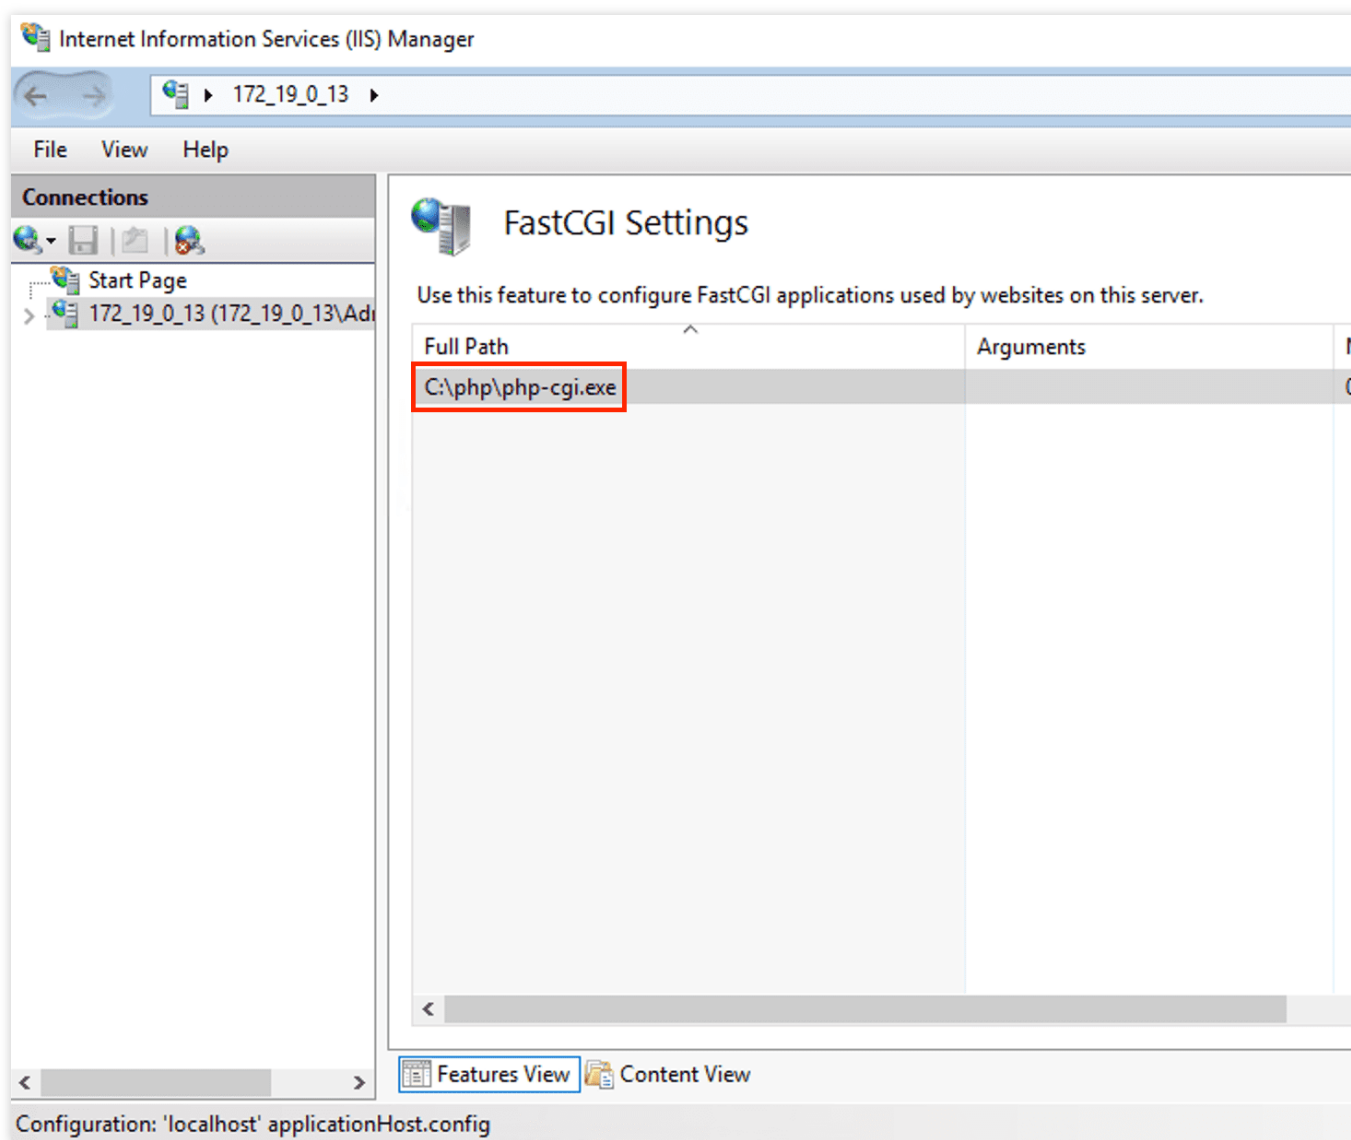 Internet Information Services (IIS) Manager
172_19_0_13
File View Help
Connections
Start Page
172_19_0_13 (172_19_0_13\Adr
FastCGI Settings
Use this feature to configure FastCGI applications used by websites on this server.
Full Path Arguments
C:\php\php-cgi.exe
Features View Content View
Configuration: 'localhost' applicationHost.config